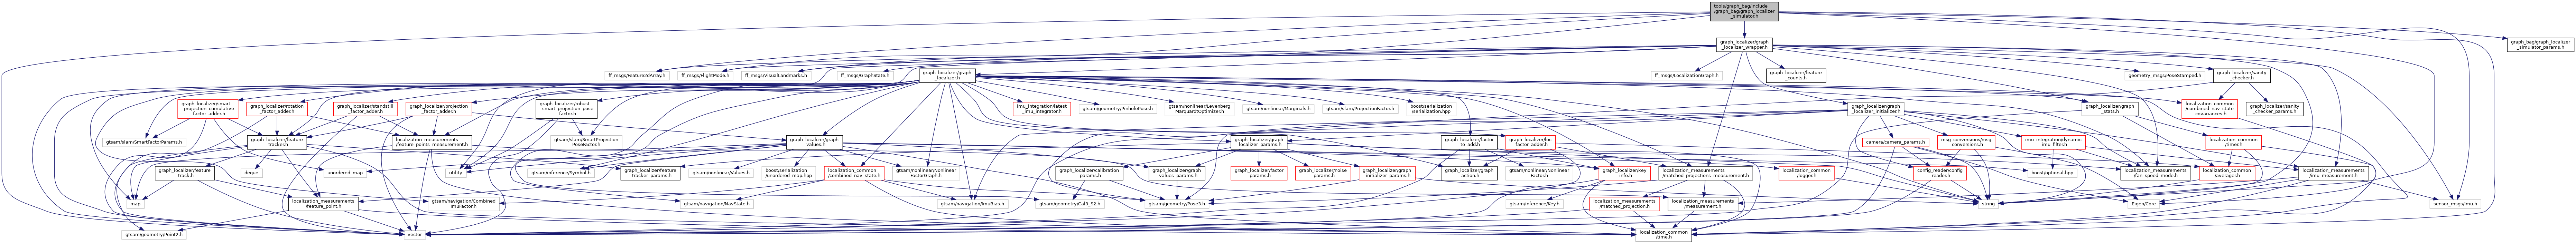 tools/graph_bag/include
/graph_bag/graph_localizer
_simulator.h
graph_localizer/graph
_localizer_wrapper.h
graph_bag/graph_localizer
_simulator_params.h
ff_msgs/Feature2dArray.h
ff_msgs/FlightMode.h
ff_msgs/VisualLandmarks.h
ff_msgs/GraphState.h
graph_localizer/graph
_localizer.h
ff_msgs/LocalizationGraph.h
graph_localizer/feature
_counts.h
geometry_msgs/PoseStamped.h
graph_localizer/sanity
_checker.h
graph_localizer/smart
_projection_cumulative
_factor_adder.h
graph_localizer/rotation
_factor_adder.h
graph_localizer/standstill
_factor_adder.h
graph_localizer/projection
_factor_adder.h
graph_localizer/robust
_smart_projection_pose
_factor.h
imu_integration/latest
_imu_integrator.h
gtsam/geometry/PinholePose.h
gtsam/nonlinear/Levenberg
MarquardtOptimizer.h
gtsam/nonlinear/Marginals.h
gtsam/slam/ProjectionFactor.h
boost/serialization
/serialization.hpp
graph_localizer/graph
_localizer_initializer.h
graph_localizer/graph
_stats.h
localization_common
/combined_nav_state
_covariances.h
graph_localizer/sanity
_checker_params.h
gtsam/slam/SmartFactorParams.h
graph_localizer/feature
_tracker.h
localization_measurements
/feature_points_measurement.h
gtsam/slam/SmartProjection
PoseFactor.h
graph_localizer/graph
_values.h
graph_localizer/graph
_localizer_params.h
graph_localizer/factor
_to_add.h
graph_localizer/loc
_factor_adder.h
camera/camera_params.h
msg_conversions/msg
_conversions.h
imu_integration/dynamic
_imu_filter.h
localization_common
/timer.h
graph_localizer/feature
_track.h
deque
unordered_map
utility
gtsam/inference/Symbol.h
graph_localizer/feature
_tracker_params.h
gtsam/nonlinear/Values.h
boost/serialization
/unordered_map.hpp
localization_common
/combined_nav_state.h
gtsam/nonlinear/Nonlinear
FactorGraph.h
graph_localizer/calibration
_params.h
graph_localizer/graph
_values_params.h
graph_localizer/factor
_params.h
graph_localizer/noise
_params.h
graph_localizer/graph
_initializer_params.h
graph_localizer/graph
_action.h
gtsam/nonlinear/Nonlinear
Factor.h
graph_localizer/key
_info.h
localization_measurements
/matched_projections_measurement.h
localization_common
/logger.h
config_reader/config
_reader.h
boost/optional.hpp
localization_measurements
/fan_speed_mode.h
localization_common
/averager.h
localization_measurements
/imu_measurement.h
map
localization_measurements
/feature_point.h
gtsam/navigation/Combined
ImuFactor.h
gtsam/navigation/NavState.h
gtsam/navigation/ImuBias.h
gtsam/geometry/Cal3_S2.h
gtsam/geometry/Pose3.h
gtsam/inference/Key.h
localization_measurements
/matched_projection.h
localization_measurements
/measurement.h
string
Eigen/Core
sensor_msgs/Imu.h
gtsam/geometry/Point2.h
vector
localization_common
/time.h